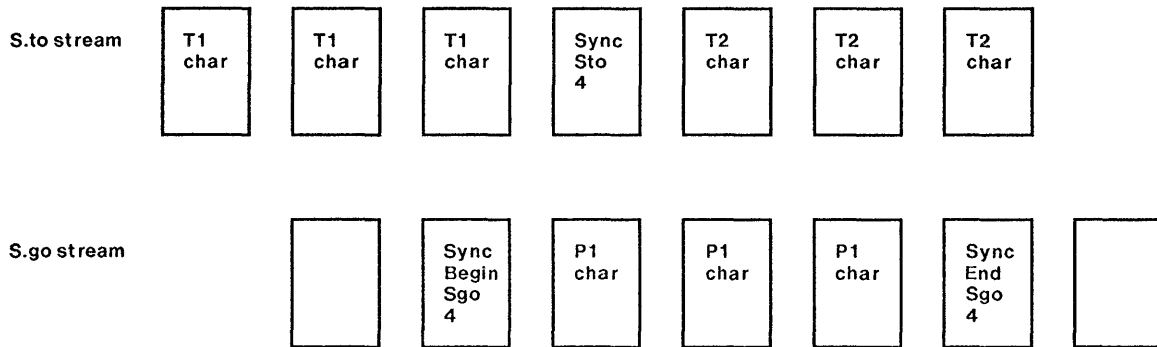 S.to stream
T1
char
T1
char
T1
char
Sync
Sto
4
T2
char
T2
char
T2
char
S.go stream
Sync
Begin
Sgo
4
P1
char
P1
char
P1
char
Sync
End
Sgo
4